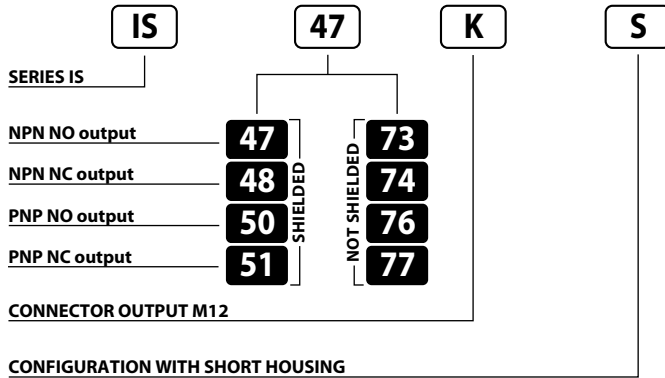 IS 47 K S
SERIES IS
NPN NO output 47 73
NPN NC output 48 74
PNP NO output 50 76
PNP NC output 51 77
SHIELDED
NOT SHIELDED
CONNECTOR OUTPUT M12
CONFIGURATION WITH SHORT HOUSING